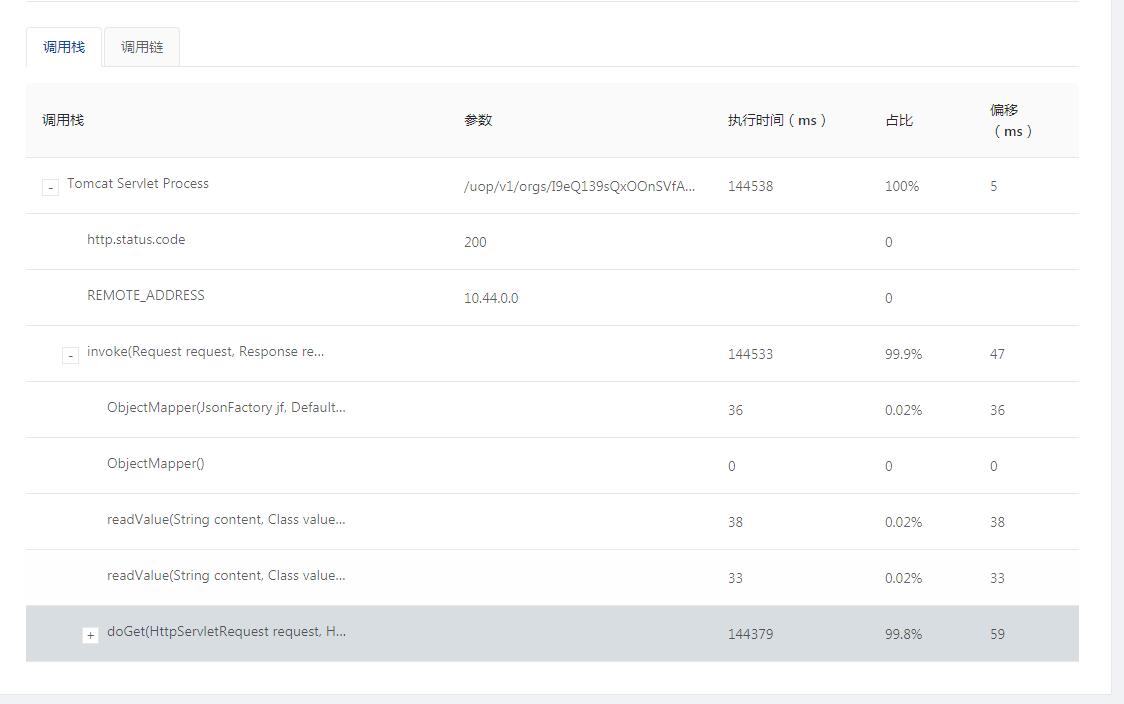 调用栈 调用链
调用栈 参数 执行时间（ms） 占比 偏移
（ms）
Tomcat Servlet Process /uop/v1/orgs/I9eQ139sQxOOnSVfA... 144538 100% 5
http.status.code 200 0
REMOTE_ADDRESS 10.44.0.0 0
invoke(Request request, Response re... 144533 99.9% 47
ObjectMapper(JsonFactory jf, Default... 36 0.02% 36
ObjectMapper() 0 0 0
readValue(String content, Class value... 38 0.02% 38
readValue(String content, Class value... 33 0.02% 33
doGet(HttpServletRequest request, H... 144379 99.8% 59